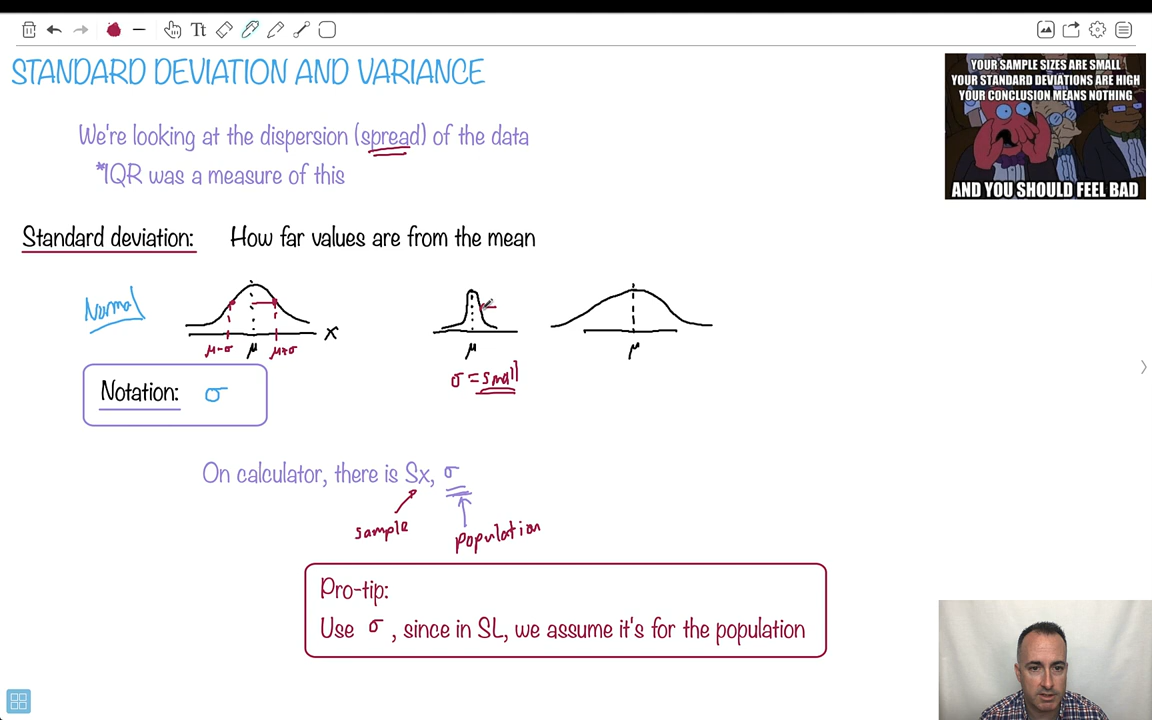 Tt
STANDARD DEVIATION AND VARIANCE
YOUR SAMPLE SIZES ARE SMALL
YOUR STANDARD DEVIATIONS ARE HIGH
YOUR CONCLUSION MEANS NOTHING
AND YOU SHOULD FEEL BAD
We're looking at the dispersion (spread) of the data
*IQR was a measure of this
Standard deviation: How far values are from the mean
Normal
x
μ-σ μ μ+σ
μ
μ
σ = small
Notation: σ
On calculator, there is Sx, σ
sample
population
Pro-tip:
Use σ, since in SL, we assume it's for the population